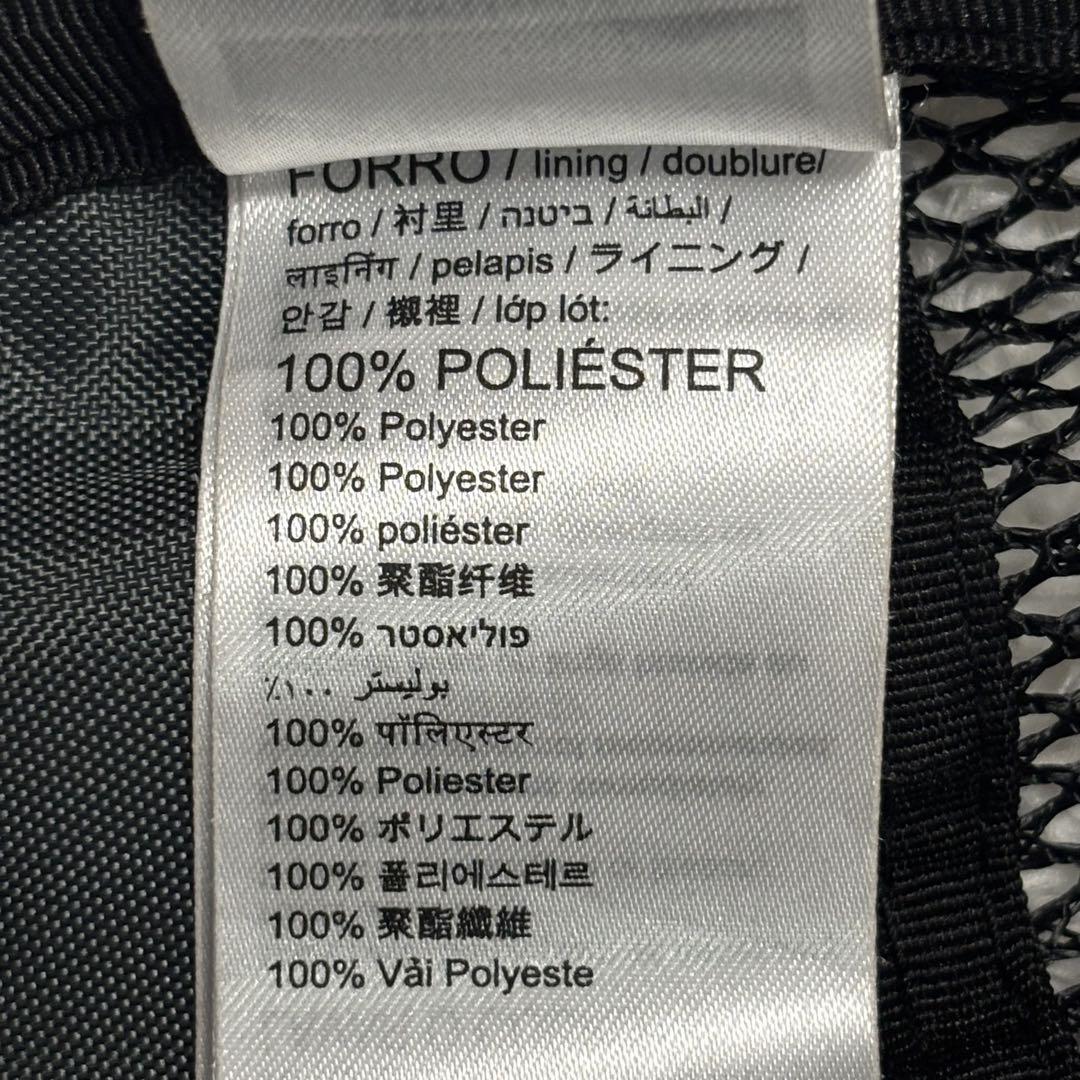 FORRO / lining / doublure/
forro / 衬里 / ביטנה / البطانة /
लाइनिंग / pelapis / ライニング /
안감 / 襯裡 / lớp lót:
100% POLIÉSTER
100% Polyester
100% Polyester
100% poliéster
100% 聚酯纤维
100% פוליאסטר
بوليستر ١٠٠٪
100% पॉलिएस्टर
100% Poliester
100% ポリエステル
100% 폴리에스테르
100% 聚酯纖維
100% Vải Polyeste